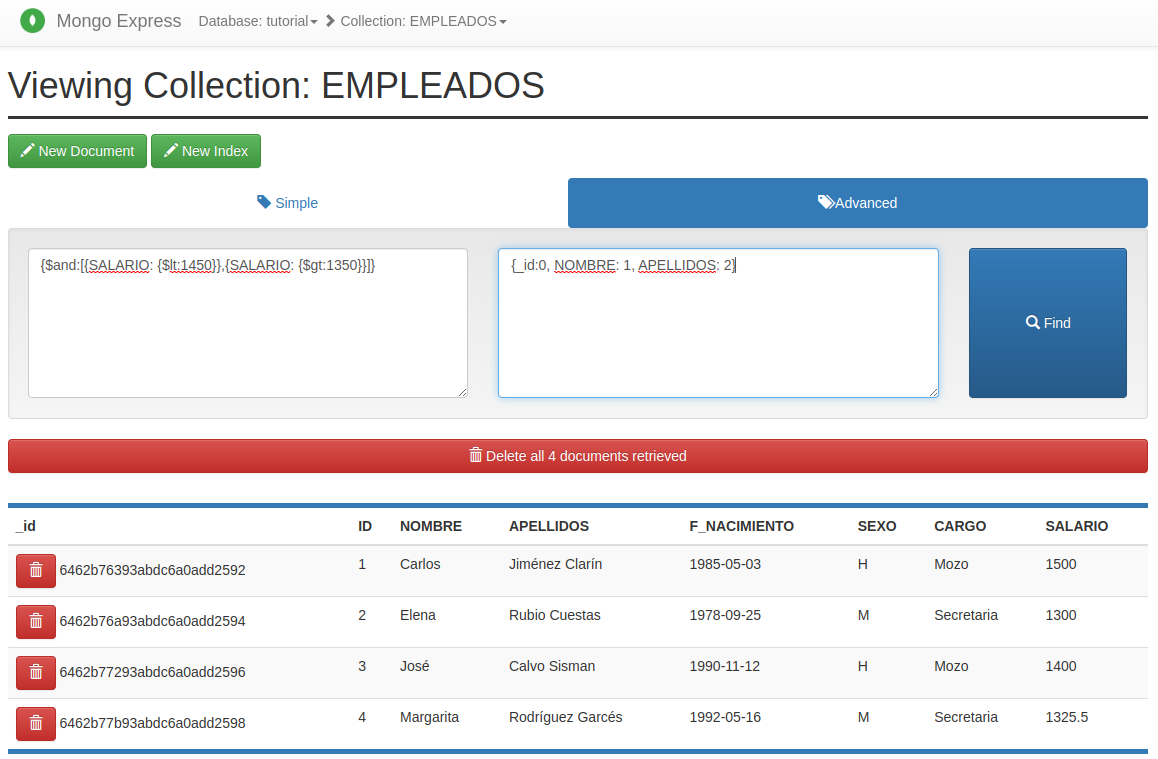 Mongo Express Database: tutorial Collection: EMPLEADOS
Viewing Collection: EMPLEADOS
New Document New Index
Simple Advanced
{$and:[{SALARIO: {$lt:1450}},{SALARIO: {$gt:1350}}]} {_id:0, NOMBRE: 1, APELLIDOS: 2}
Find
Delete all 4 documents retrieved
_id ID NOMBRE APELLIDOS F_NACIMIENTO SEXO CARGO SALARIO
6462b76393abdc6a0add2592 1 Carlos Jiménez Clarín 1985-05-03 H Mozo 1500
6462b76a93abdc6a0add2594 2 Elena Rubio Cuestas 1978-09-25 M Secretaria 1300
6462b77293abdc6a0add2596 3 José Calvo Sisman 1990-11-12 H Mozo 1400
6462b77b93abdc6a0add2598 4 Margarita Rodríguez Garcés 1992-05-16 M Secretaria 1325.5